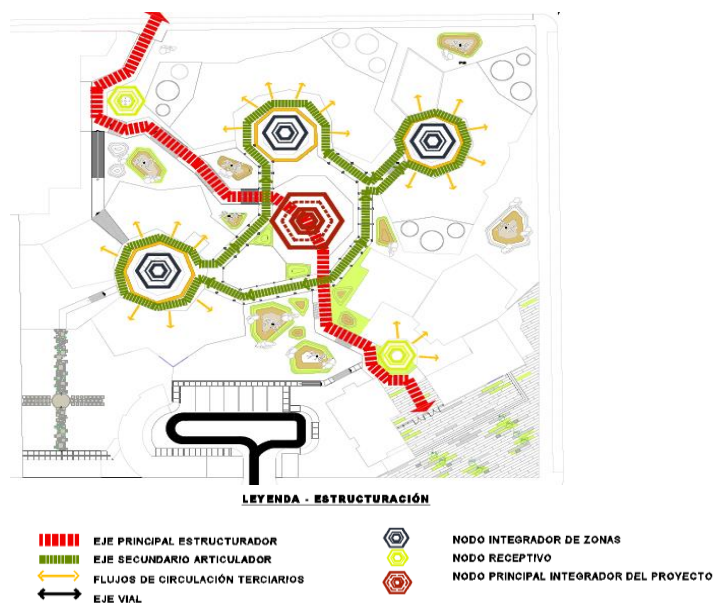 LEYENDA - ESTRUCTURACIÓN
EJE PRINCIPAL ESTRUCTURADOR
EJE SECUNDARIO ARTICULADOR
FLUJOS DE CIRCULACIÓN TERCIARIOS
EJE VIAL
NODO INTEGRADOR DE ZONAS
NODO RECEPTIVO
NODO PRINCIPAL INTEGRADOR DEL PROYECTO